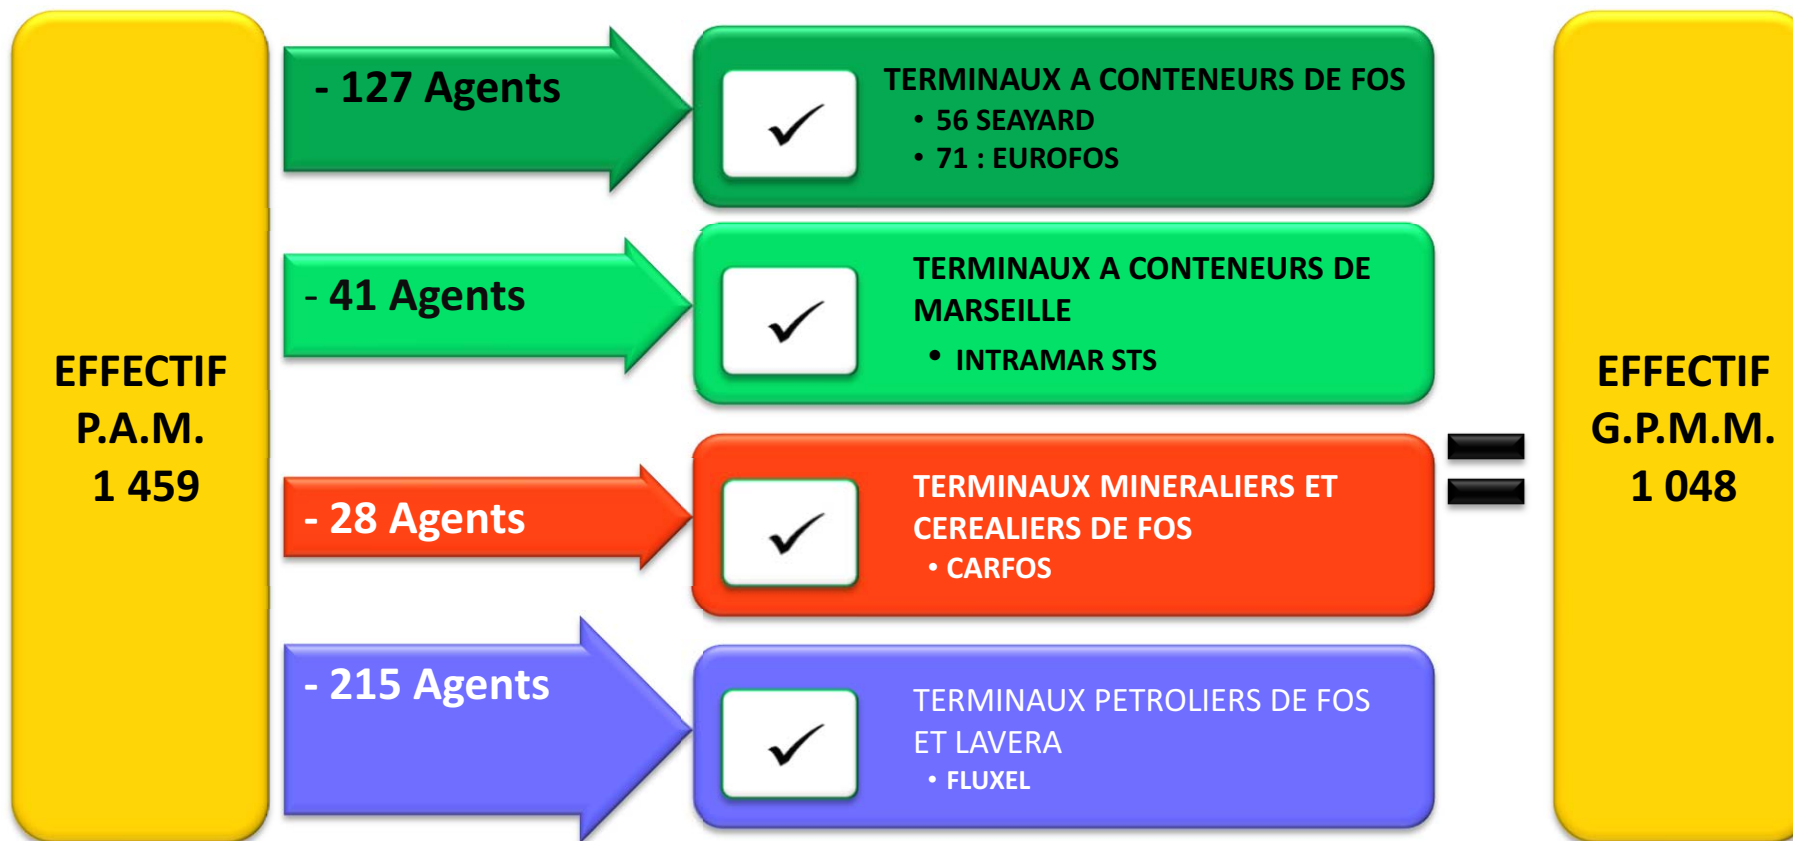 EFFECTIF
P.A.M.
1 459
- 127 Agents
TERMINAUX A CONTENEURS DE FOS
• 56 SEAYARD
• 71 : EUROFOS
- 41 Agents
TERMINAUX A CONTENEURS DE
MARSEILLE
• INTRAMAR STS
- 28 Agents
TERMINAUX MINERALIERS ET
CEREALIERS DE FOS
• CARFOS
- 215 Agents
TERMINAUX PETROLIERS DE FOS
ET LAVERA
• FLUXEL
=
EFFECTIF
G.P.M.M.
1 048